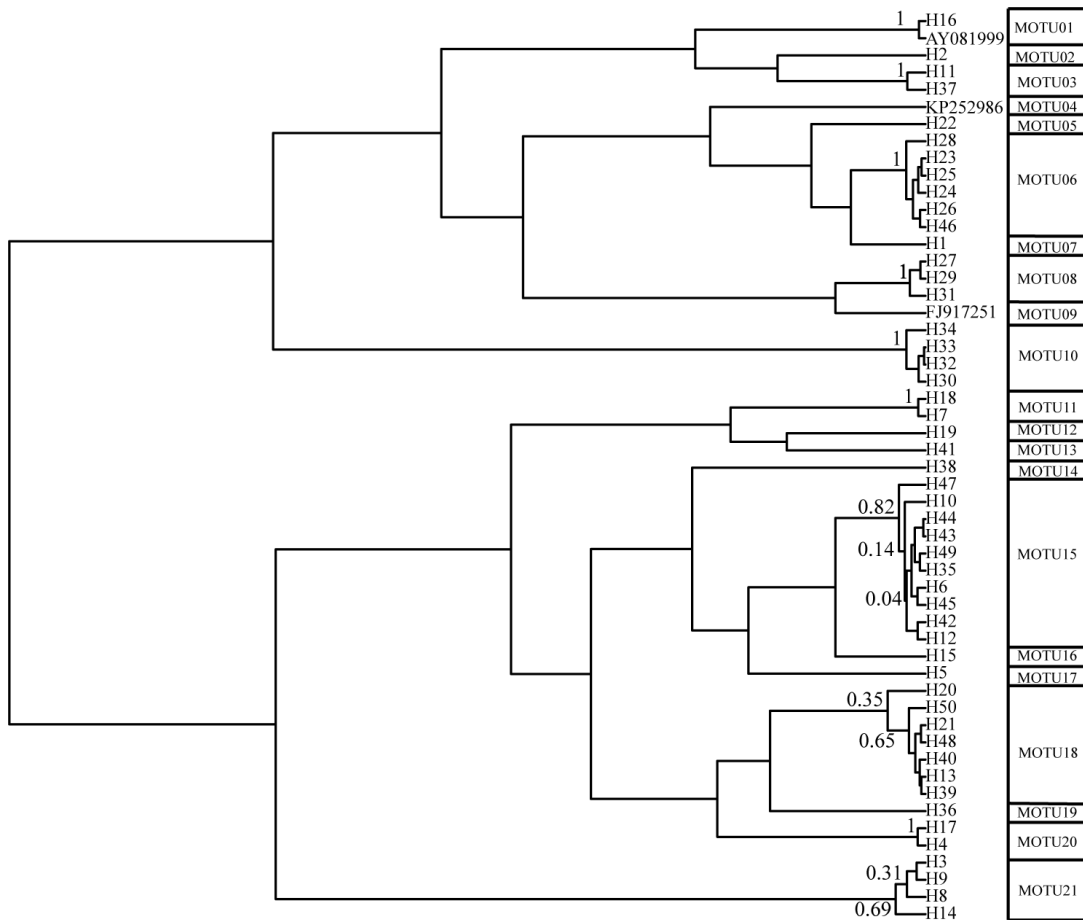 1 H16 MOTU01
AY081999
H2 MOTU02
1 H11 MOTU03
H37
KP252986 MOTU04
H22 MOTU05
H28
1 H23
H25 MOTU06
H24
H26
H46
H1 MOTU07
H27
1 H29 MOTU08
H31
FJ917251 MOTU09
H34
1 H33
H32 MOTU10
H30
1 H18 MOTU11
H7
H19 MOTU12
H41 MOTU13
H38 MOTU14
H47
0.82 H10
H44
H43
0.14 H49 MOTU15
H35
H6
0.04 H45
H42
H12
H15 MOTU16
H5 MOTU17
H20
0.35 H50
H21
0.65 H48 MOTU18
H40
H13
H39
H36 MOTU19
1 H17 MOTU20
H4
H3
0.31 H9 MOTU21
H8
0.69 H14